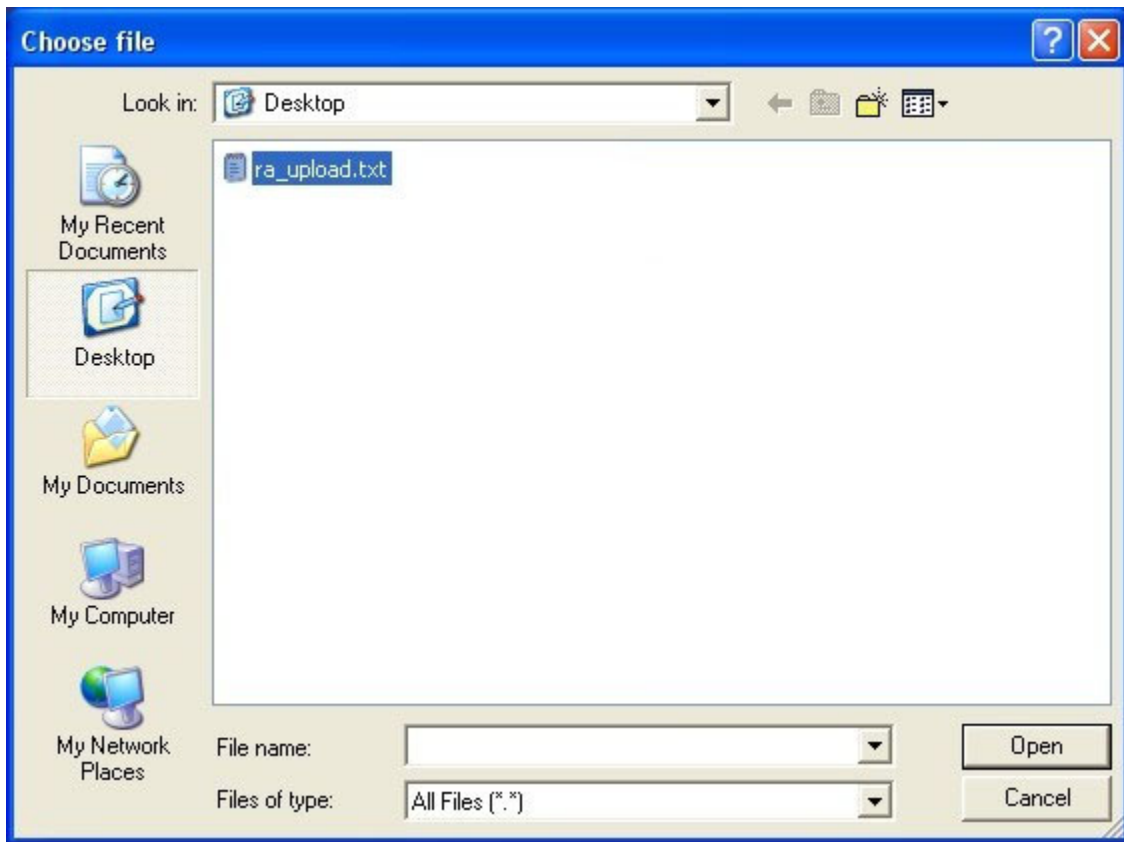 Choose file
Look in: Desktop
ra_upload.txt
My Recent
Documents
Desktop
My Documents
My Computer
My Network
Places
File name:
Open
Files of type: All Files (*.*)
Cancel